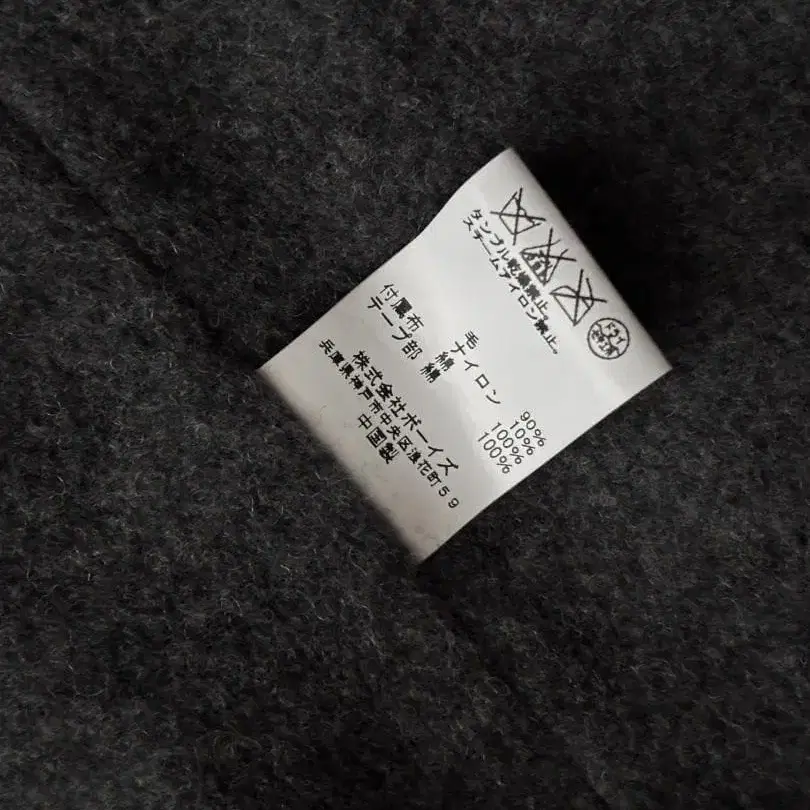 ドライ
タンブル乾燥禁止。
スチームアイロン禁止。
毛 90%
ナイロン 10%
付属布 綿 100%
テープ部 綿 100%
株式会社ボーイズ
兵庫県神戸市中央区浪花町59
中国製